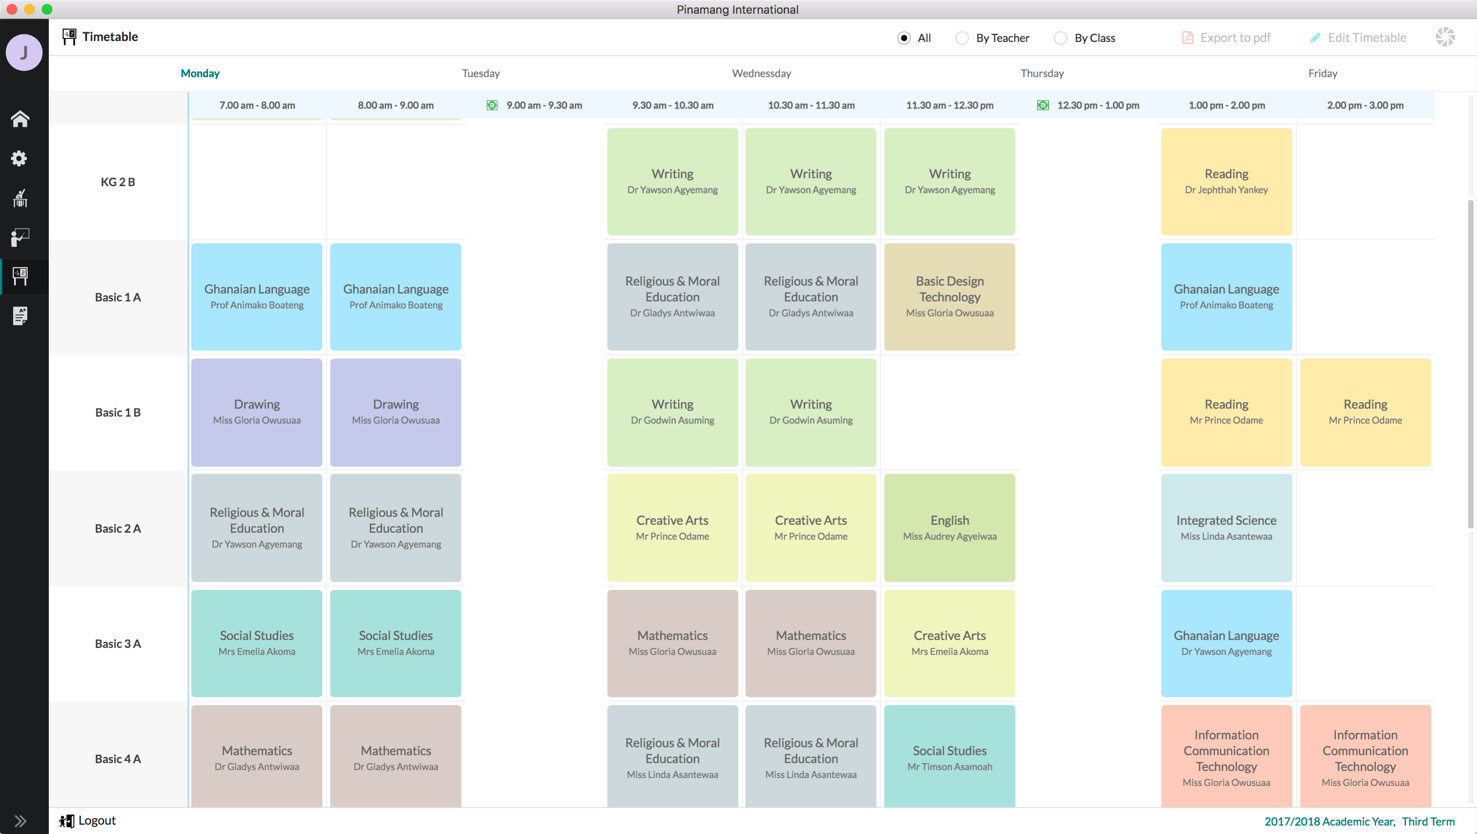 Pinamang International
J
Timetable
All
By Teacher
By Class
Export to pdf
Edit Timetable
Monday
Tuesday
Wednesday
Thursday
Friday
7.00 am - 8.00 am
8.00 am - 9.00 am
9.00 am - 9.30 am
9.30 am - 10.30 am
10.30 am - 11.30 am
11.30 am - 12.30 pm
12.30 pm - 1.00 pm
1.00 pm - 2.00 pm
2.00 pm - 3.00 pm
KG 2 B
Writing
Dr Yawson Agyemang
Writing
Dr Yawson Agyemang
Writing
Dr Yawson Agyemang
Reading
Dr Jephthah Yankey
Basic 1 A
Ghanaian Language
Prof Animako Boateng
Ghanaian Language
Prof Animako Boateng
Religious & Moral
Education
Dr Gladys Antwiwaa
Religious & Moral
Education
Dr Gladys Antwiwaa
Basic Design
Technology
Miss Gloria Owusuaa
Ghanaian Language
Prof Animako Boateng
Basic 1 B
Drawing
Miss Gloria Owusuaa
Drawing
Miss Gloria Owusuaa
Writing
Dr Godwin Asuming
Writing
Dr Godwin Asuming
Reading
Mr Prince Odame
Reading
Mr Prince Odame
Basic 2 A
Religious & Moral
Education
Dr Yawson Agyemang
Religious & Moral
Education
Dr Yawson Agyemang
Creative Arts
Mr Prince Odame
Creative Arts
Mr Prince Odame
English
Miss Audrey Agyeiwaa
Integrated Science
Miss Linda Asantewaa
Basic 3 A
Social Studies
Mrs Emelia Akoma
Social Studies
Mrs Emelia Akoma
Mathematics
Miss Gloria Owusuaa
Mathematics
Miss Gloria Owusuaa
Creative Arts
Mrs Emelia Akoma
Ghanaian Language
Dr Yawson Agyemang
Basic 4 A
Mathematics
Dr Gladys Antwiwaa
Mathematics
Dr Gladys Antwiwaa
Religious & Moral
Education
Miss Linda Asantewaa
Religious & Moral
Education
Miss Linda Asantewaa
Social Studies
Mr Timson Asamoah
Information
Communication
Technology
Miss Gloria Owusuaa
Information
Communication
Technology
Miss Gloria Owusuaa
Logout
2017/2018 Academic Year, Third Term